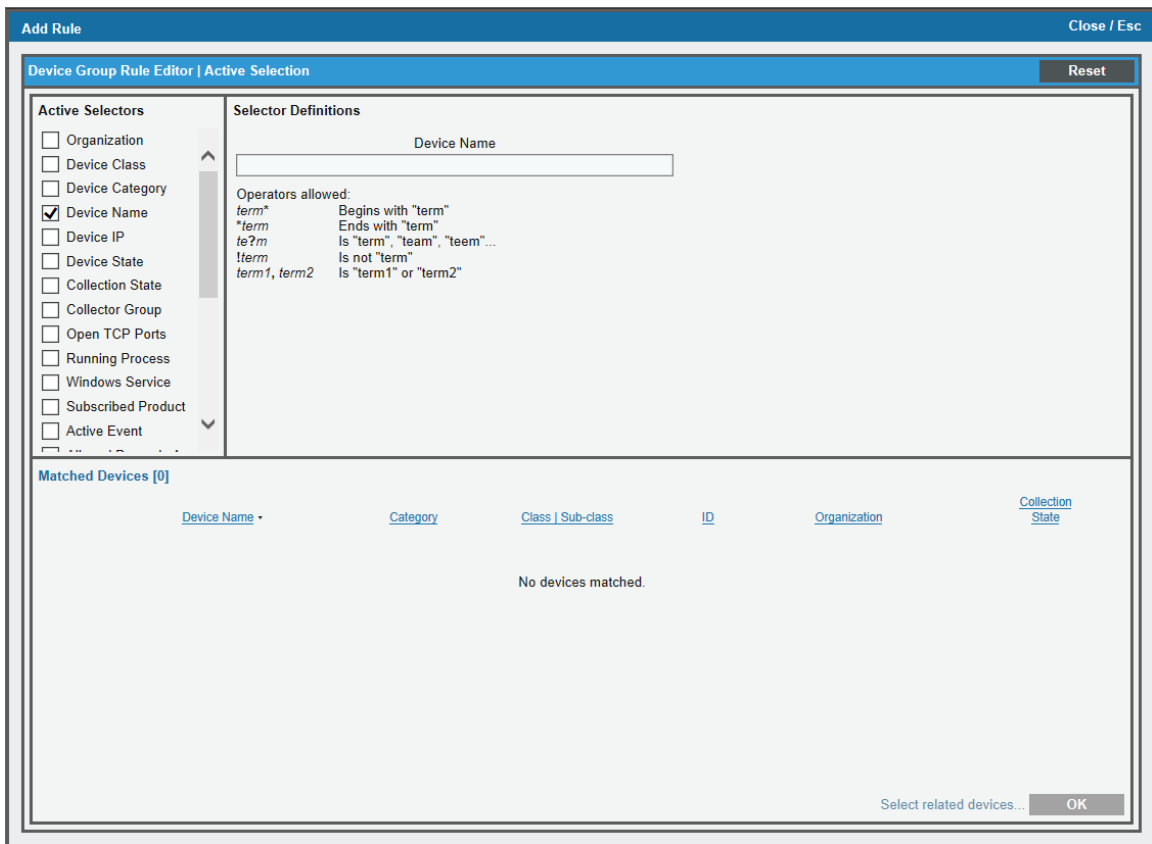 Add Rule
Close / Esc
Device Group Rule Editor | Active Selection
Reset
Active Selectors
Organization
Device Class
Device Category
Device Name
Device IP
Device State
Collection State
Collector Group
Open TCP Ports
Running Process
Windows Service
Subscribed Product
Active Event
Selector Definitions
Device Name
Operators allowed:
term* Begins with "term"
*term Ends with "term"
te?m Is "term", "team", "teem"...
!term Is not "term"
term1, term2 Is "term1" or "term2"
Matched Devices [0]
Device Name Category Class | Sub-class ID Organization Collection State
No devices matched.
Select related devices... OK